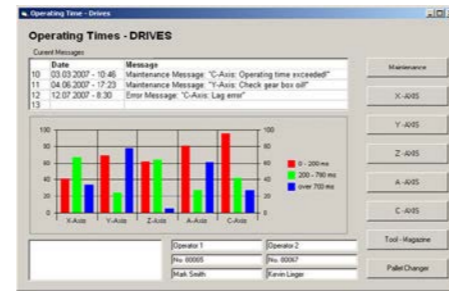 Operating Time - Drives
Operating Times - DRIVES
Current Messages
Date Message
10 03.03.2007 - 10:46 Maintenance Message: "C-Axis: Operating time exceeded!"
11 04.06.2007 - 17:23 Maintenance Message: "Y-Axis: Check gear box oil!"
12 12.07.2007 - 8:30 Error Message: "C-Axis: Lag error"
13
Maintenance
X-AXIS
Y-AXIS
Z-AXIS
A-AXIS
C-AXIS
Tool-Magazine
Pallet Changer
100 100
80 80
60 60
40 40
20 20
0 0
X-Axis Y-Axis Z-Axis A-Axis C-Axis
0 - 200 ms
200 - 700 ms
over 700 ms
Operator 1 Operator 2
No: 80005 No: 80067
Mark Smith Kevin Linger